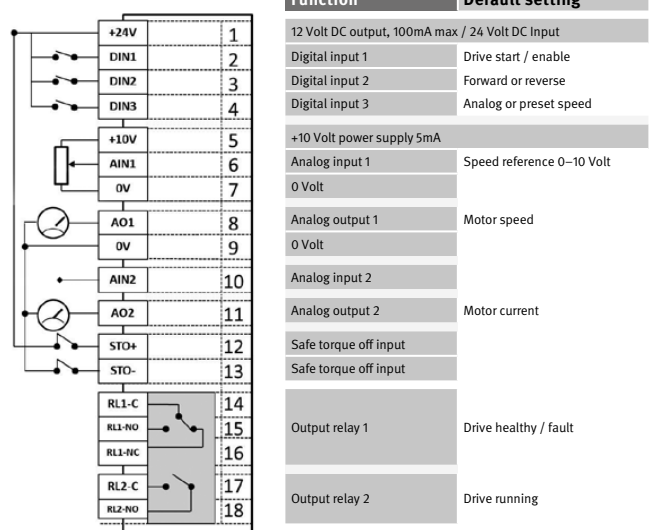 Function Default setting
+24V 1 12 Volt DC output, 100mA max / 24 Volt DC Input
DIN1 2 Digital input 1 Drive start / enable
DIN2 3 Digital input 2 Forward or reverse
DIN3 4 Digital input 3 Analog or preset speed
+10V 5 +10 Volt power supply 5mA
AIN1 6 Analog input 1 Speed reference 0–10 Volt
0V 7 0 Volt
AO1 8 Analog output 1 Motor speed
0V 9 0 Volt
AIN2 10 Analog input 2
AO2 11 Analog output 2 Motor current
STO+ 12 Safe torque off input
STO- 13 Safe torque off input
RL1-C 14
RL1-NO 15 Output relay 1 Drive healthy / fault
RL1-NC 16
RL2-C 17
Output relay 2 Drive running
RL2-NO 18